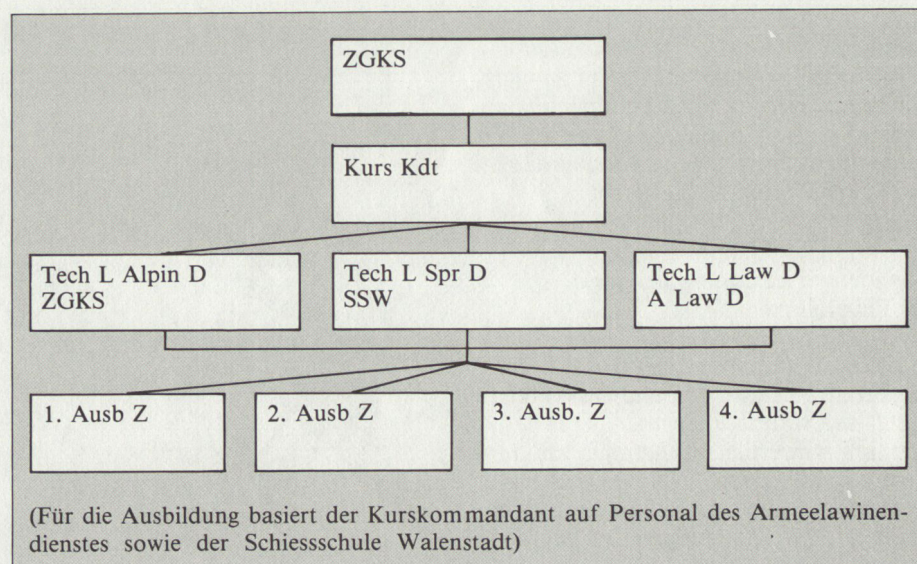 ZGKS
Kurs Kdt
Tech L Alpin D
ZGKS
Tech L Spr D
SSW
Tech L Law D
A Law D
1. Ausb Z
2. Ausb Z
3. Ausb. Z
4. Ausb Z
(Für die Ausbildung basiert der Kurskommandant auf Personal des Armeelawinen-
dienstes sowie der Schiessschule Walenstadt)